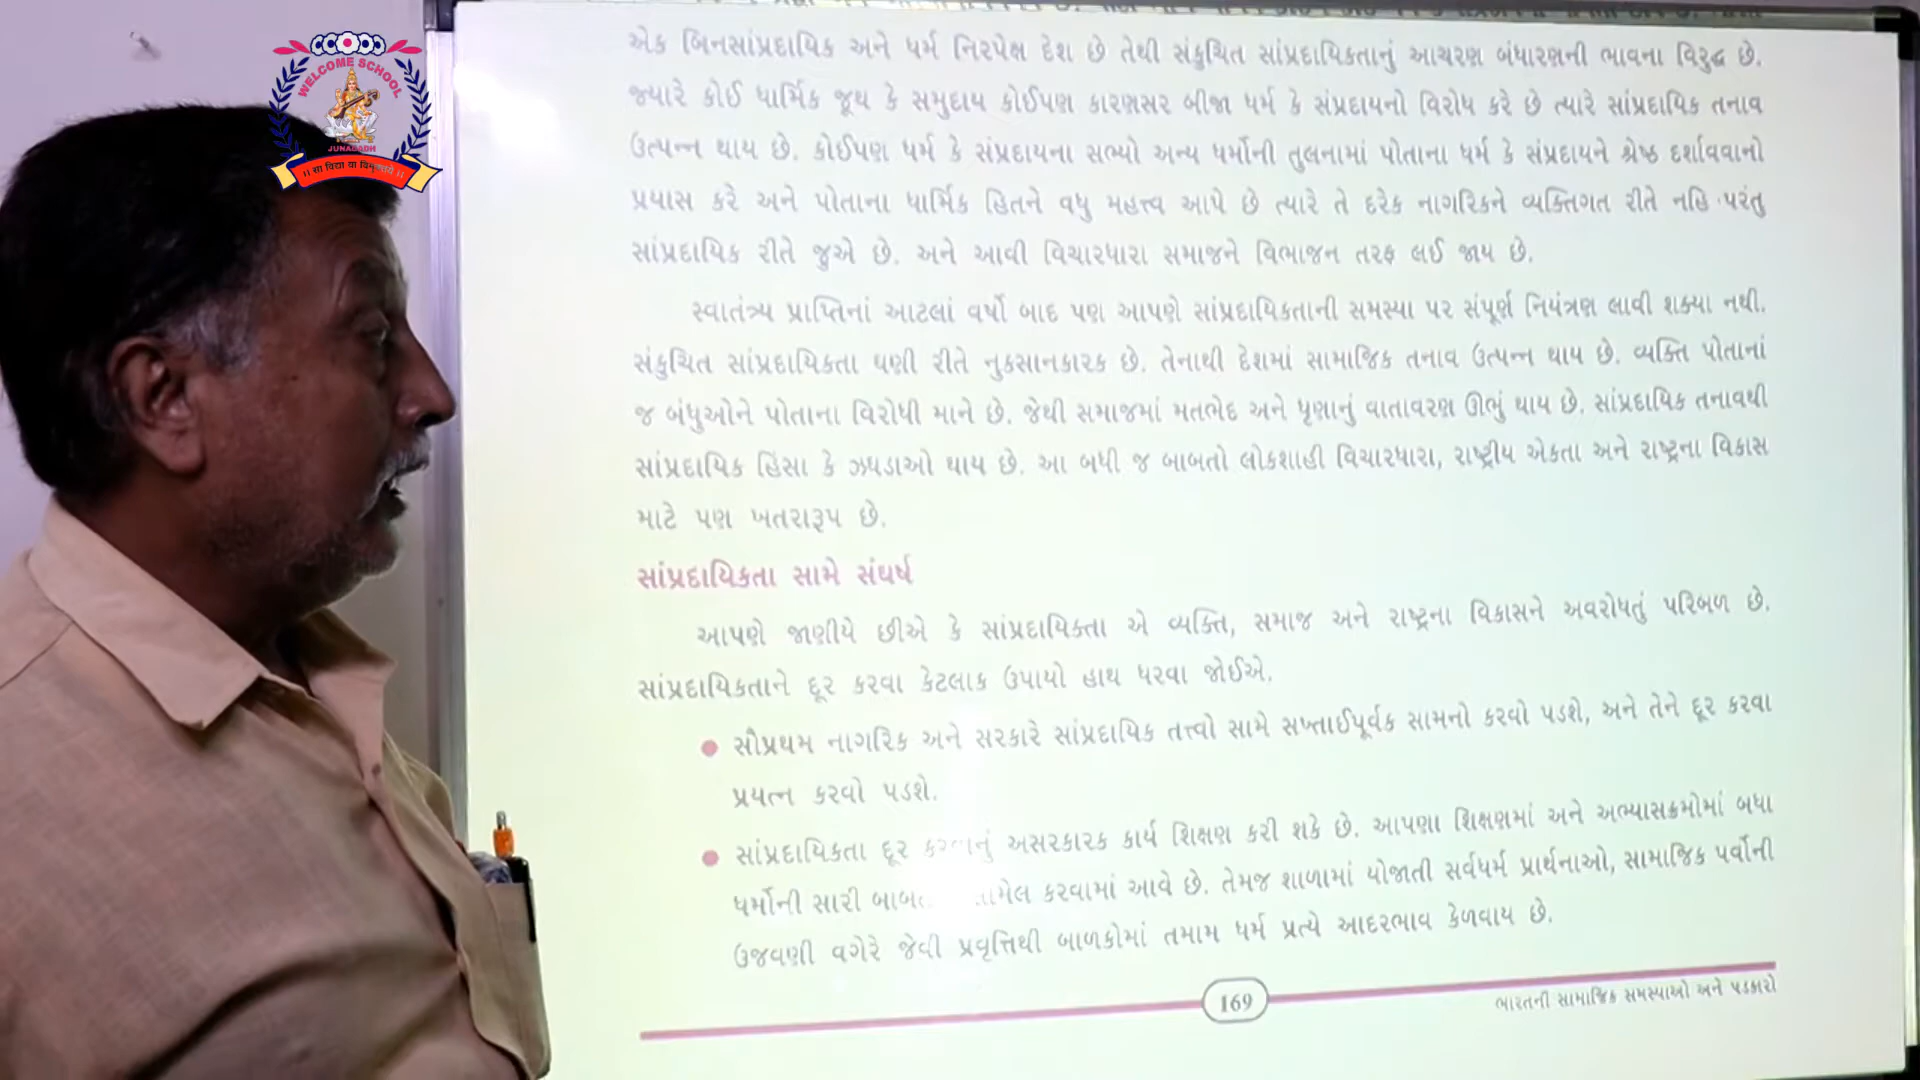 WELCOME SCHOOL
JUNAGADH
।। सा विद्या या विमुक्तये ।।
એક બિનસાંપ્રદાયિક અને ધર્મ નિરપેક્ષ દેશ છે તેથી સંકુચિત સાંપ્રદાયિકતાનું આચરણ બંધારણની ભાવના વિરુદ્ધ છે.
જ્યારે કોઈ ધાર્મિક જૂથ કે સમુદાય કોઈપણ કારણસર બીજા ધર્મ કે સંપ્રદાયનો વિરોધ કરે છે ત્યારે સાંપ્રદાયિક તનાવ
ઉત્પન્ન થાય છે. કોઈપણ ધર્મ કે સંપ્રદાયના સભ્યો અન્ય ધર્મોની તુલનામાં પોતાના ધર્મ કે સંપ્રદાયને શ્રેષ્ઠ દર્શાવવાનો
પ્રયાસ કરે અને પોતાના ધાર્મિક હિતને વધુ મહત્ત્વ આપે છે ત્યારે તે દરેક નાગરિકને વ્યક્તિગત રીતે નહિ પરંતુ
સાંપ્રદાયિક રીતે જુએ છે. અને આવી વિચારધારા સમાજને વિભાજન તરફ લઈ જાય છે.
સ્વાતંત્ર્ય પ્રાપ્તિનાં આટલાં વર્ષો બાદ પણ આપણે સાંપ્રદાયિકતાની સમસ્યા પર સંપૂર્ણ નિયંત્રણ લાવી શક્યા નથી.
સંકુચિત સાંપ્રદાયિકતા ઘણી રીતે નુકસાનકારક છે. તેનાથી દેશમાં સામાજિક તનાવ ઉત્પન્ન થાય છે. વ્યક્તિ પોતાનાં
જ બંધુઓને પોતાના વિરોધી માને છે. જેથી સમાજમાં મતભેદ અને ધૃણાનું વાતાવરણ ઊભું થાય છે. સાંપ્રદાયિક તનાવથી
સાંપ્રદાયિક હિંસા કે ઝઘડાઓ થાય છે. આ બધી જ બાબતો લોકશાહી વિચારધારા, રાષ્ટ્રીય એકતા અને રાષ્ટ્રના વિકાસ
માટે પણ ખતરારૂપ છે.
સાંપ્રદાયિકતા સામે સંઘર્ષ
આપણે જાણીયે છીએ કે સાંપ્રદાયિક્તા એ વ્યક્તિ, સમાજ અને રાષ્ટ્રના વિકાસને અવરોધતું પરિબળ છે.
સાંપ્રદાયિકતાને દૂર કરવા કેટલાક ઉપાયો હાથ ધરવા જોઈએ.
● સૌપ્રથમ નાગરિક અને સરકારે સાંપ્રદાયિક તત્ત્વો સામે સખ્તાઈપૂર્વક સામનો કરવો પડશે, અને તેને દૂર કરવા
પ્રયત્ન કરવો પડશે.
● સાંપ્રદાયિકતા દૂર કરવાનું અસરકારક કાર્ય શિક્ષણ કરી શકે છે. આપણા શિક્ષણમાં અને અભ્યાસક્રમોમાં બધા
ધર્મોની સારી કરવામાં આવે છે. તેમજ શાળામાં યોજાતી સર્વધર્મ પ્રાર્થનાઓ, સામાજિક પર્વોની
ઉજવણી વગેરે જેવી પ્રવૃત્તિથી બાળકોમાં તમામ ધર્મ પ્રત્યે આદરભાવ કેળવાય છે.
169
ભારતની સામાજિક સમસ્યાઓ અને પડકારો